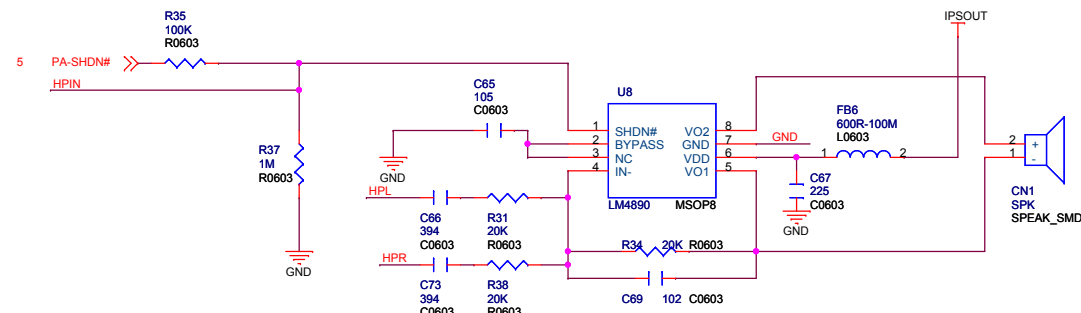 R35
100K
R0603
5 PA-SHDN#
HPIN
R37
1M
R0603
GND
C65
105
C0603
GND
U8
1 SHDN# VO2 8
2 BYPASS GND 7 GND
3 NC VDD 6
4 IN- VO1 5
LM4890 MSOP8
IPSOUT
FB6
600R-100M
L0603
1 2
C67
225
C0603
GND
2 +
1 -
CN1
SPK
SPEAK_SMD
HPL
C66
394
C0603
R31
20K
R0603
HPR
C73
394
C0603
R38
20K
R0603
R34 20K R0603
C69 102 C0603